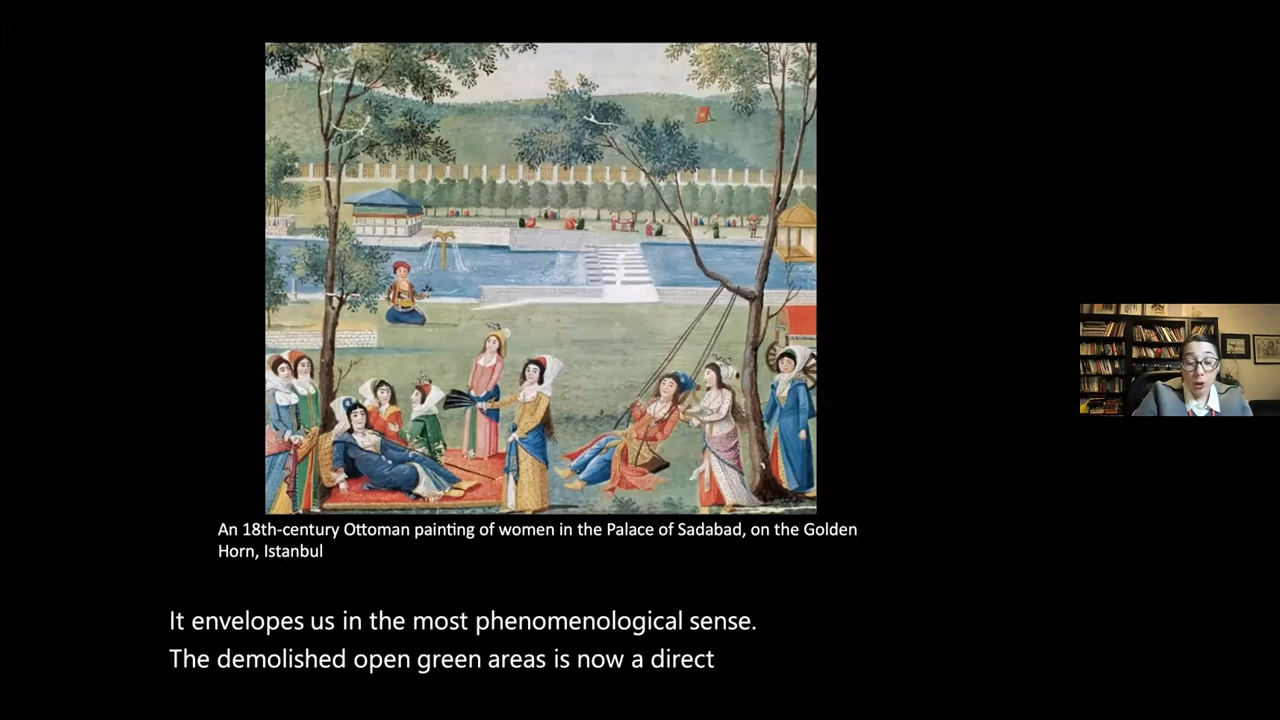 An 18th-century Ottoman painting of women in the Palace of Sadabad, on the Golden
Horn, Istanbul
It envelopes us in the most phenomenological sense.
The demolished open green areas is now a direct